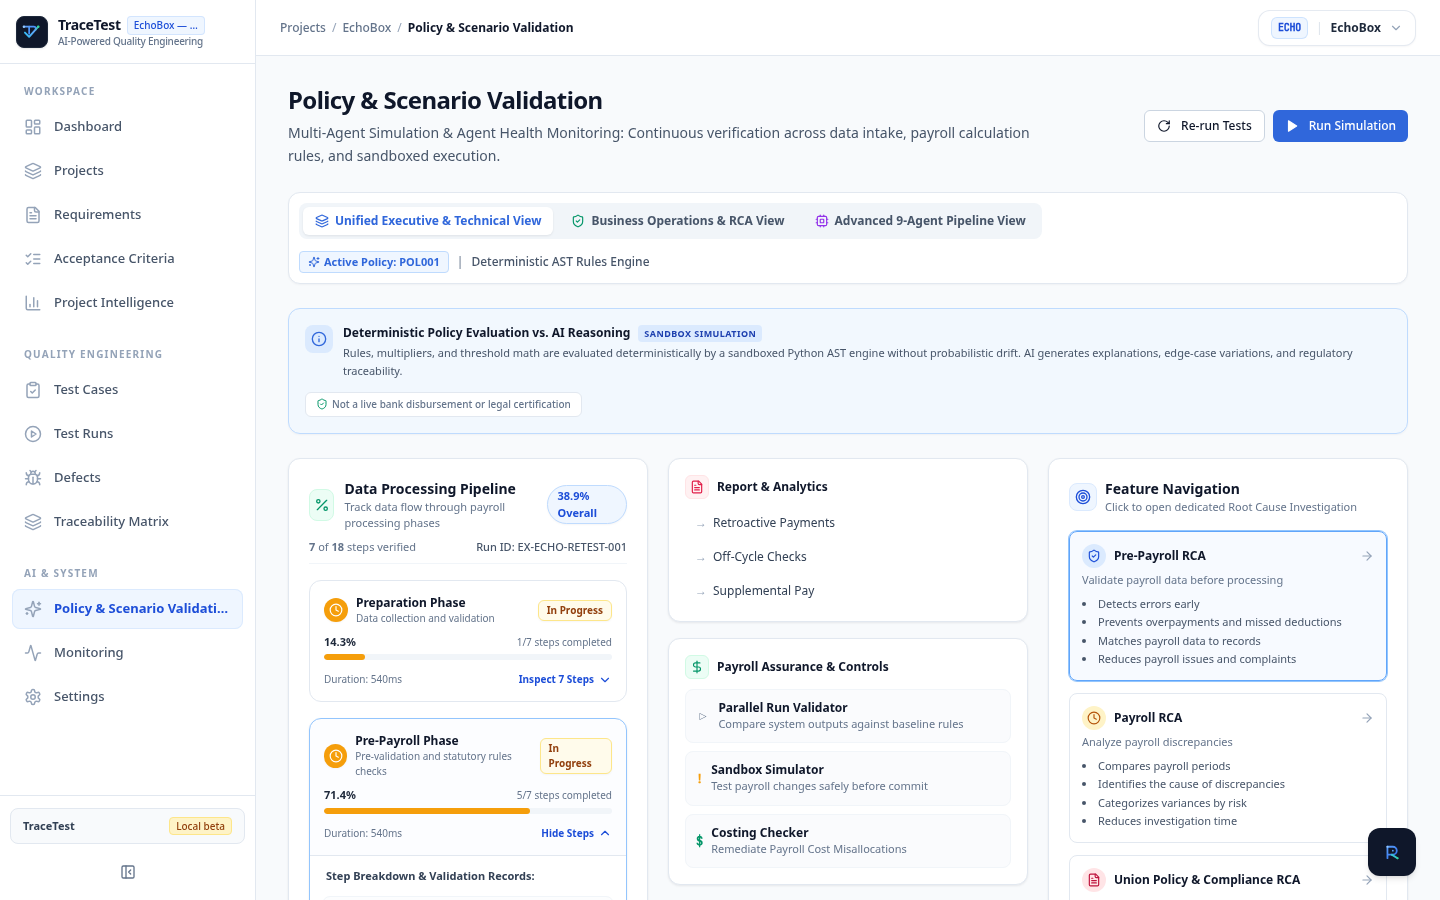 TraceTest
EchoBox — ...
AI-Powered Quality Engineering
WORKSPACE
Dashboard
Projects
Requirements
Acceptance Criteria
Project Intelligence
QUALITY ENGINEERING
Test Cases
Test Runs
Defects
Traceability Matrix
AI & SYSTEM
Policy & Scenario Validati...
Monitoring
Settings
TraceTest
Local beta
Projects / EchoBox / Policy & Scenario Validation
ECHO
EchoBox
Policy & Scenario Validation
Multi-Agent Simulation & Agent Health Monitoring: Continuous verification across data intake, payroll calculation
rules, and sandboxed execution.
Re-run Tests
Run Simulation
Unified Executive & Technical View
Business Operations & RCA View
Advanced 9-Agent Pipeline View
Active Policy: POL001 | Deterministic AST Rules Engine
Deterministic Policy Evaluation vs. AI Reasoning
SANDBOX SIMULATION
Rules, multipliers, and threshold math are evaluated deterministically by a sandboxed Python AST engine without probabilistic drift. AI generates explanations, edge-case variations, and regulatory
traceability.
Not a live bank disbursement or legal certification
Data Processing Pipeline
Track data flow through payroll
processing phases
38.9%
Overall
7 of 18 steps verified
Run ID: EX-ECHO-RETEST-001
Preparation Phase
Data collection and validation
In Progress
14.3%
1/7 steps completed
Duration: 540ms
Inspect 7 Steps
Pre-Payroll Phase
Pre-validation and statutory rules
checks
In
Progress
71.4%
5/7 steps completed
Duration: 540ms
Hide Steps
Step Breakdown & Validation Records:
Report & Analytics
→ Retroactive Payments
→ Off-Cycle Checks
→ Supplemental Pay
Payroll Assurance & Controls
Parallel Run Validator
Compare system outputs against baseline rules
! Sandbox Simulator
Test payroll changes safely before commit
$ Costing Checker
Remediate Payroll Cost Misallocations
Feature Navigation
Click to open dedicated Root Cause Investigation
Pre-Payroll RCA
Validate payroll data before processing
• Detects errors early
• Prevents overpayments and missed deductions
• Matches payroll data to records
• Reduces payroll issues and complaints
Payroll RCA
Analyze payroll discrepancies
• Compares payroll periods
• Identifies the cause of discrepancies
• Categorizes variances by risk
• Reduces investigation time
Union Policy & Compliance RCA